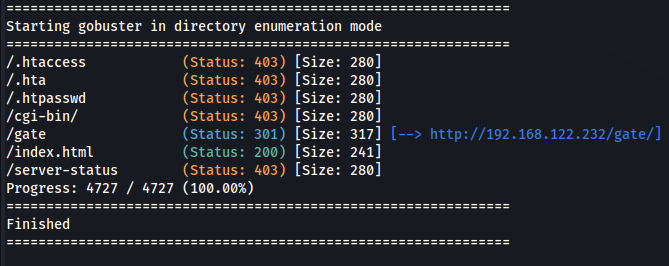 ===============================================================
Starting gobuster in directory enumeration mode
===============================================================
/.htaccess            (Status: 403) [Size: 280]
/.hta                 (Status: 403) [Size: 280]
/.htpasswd            (Status: 403) [Size: 280]
/cgi-bin/             (Status: 403) [Size: 280]
/gate                 (Status: 301) [Size: 317] [--> http://192.168.122.232/gate/]
/index.html           (Status: 200) [Size: 241]
/server-status        (Status: 403) [Size: 280]
Progress: 4727 / 4727 (100.00%)
===============================================================
Finished
===============================================================